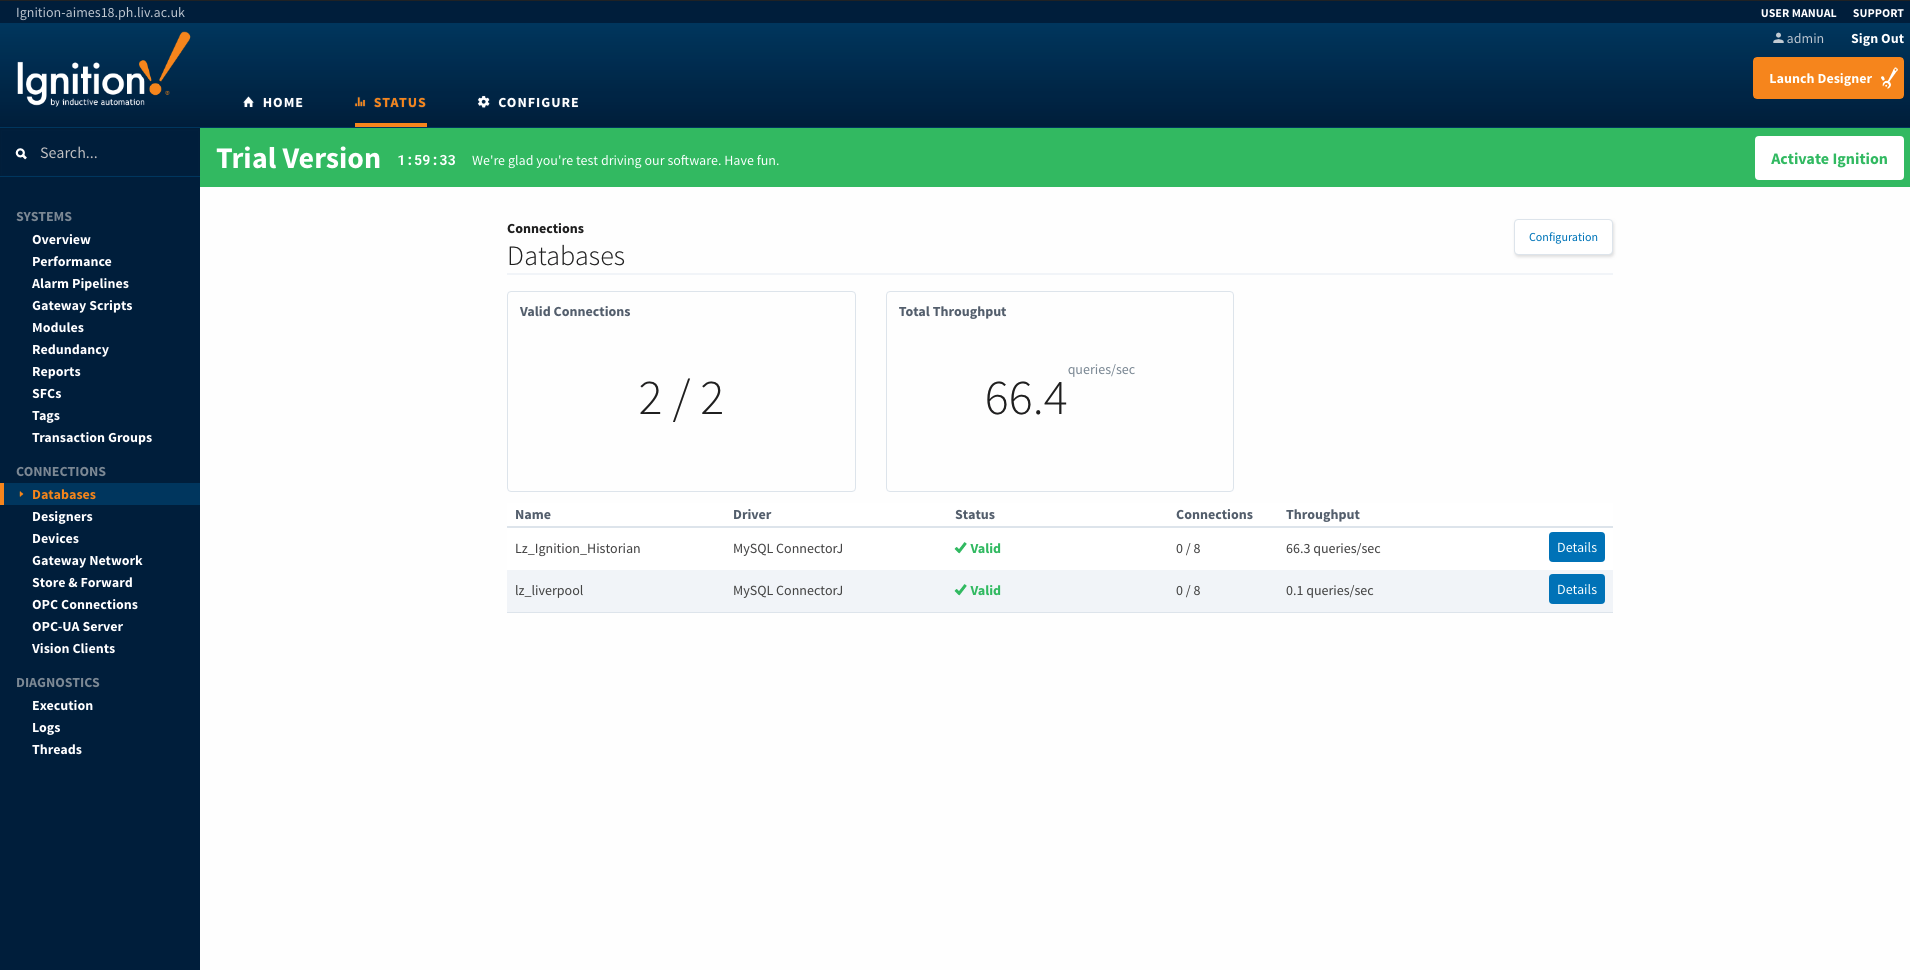 Ignition-aimes18.ph.liv.ac.uk
USER MANUAL SUPPORT
admin Sign Out
Ignition!
by inductive automation
Launch Designer
HOME STATUS CONFIGURE
Search...
Trial Version 1:59:33 We're glad you're test driving our software. Have fun.
Activate Ignition
SYSTEMS
Overview
Performance
Alarm Pipelines
Gateway Scripts
Modules
Redundancy
Reports
SFCs
Tags
Transaction Groups
CONNECTIONS
Databases
Designers
Devices
Gateway Network
Store & Forward
OPC Connections
OPC-UA Server
Vision Clients
DIAGNOSTICS
Execution
Logs
Threads
Connections
Databases
Configuration
Valid Connections
2 / 2
Total Throughput
66.4 queries/sec
Name Driver Status Connections Throughput
Lz_Ignition_Historian MySQL ConnectorJ Valid 0 / 8 66.3 queries/sec Details
lz_liverpool MySQL ConnectorJ Valid 0 / 8 0.1 queries/sec Details